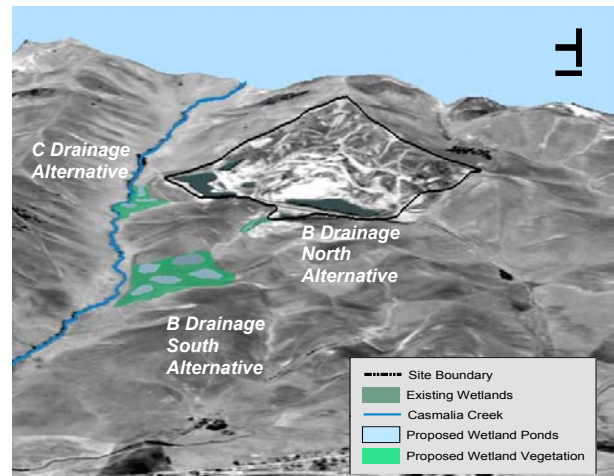 C Drainage
Alternative
B Drainage
North
Alternative
B Drainage
South
Alternative
Site Boundary
Existing Wetlands
Casmalia Creek
Proposed Wetland Ponds
Proposed Wetland Vegetation